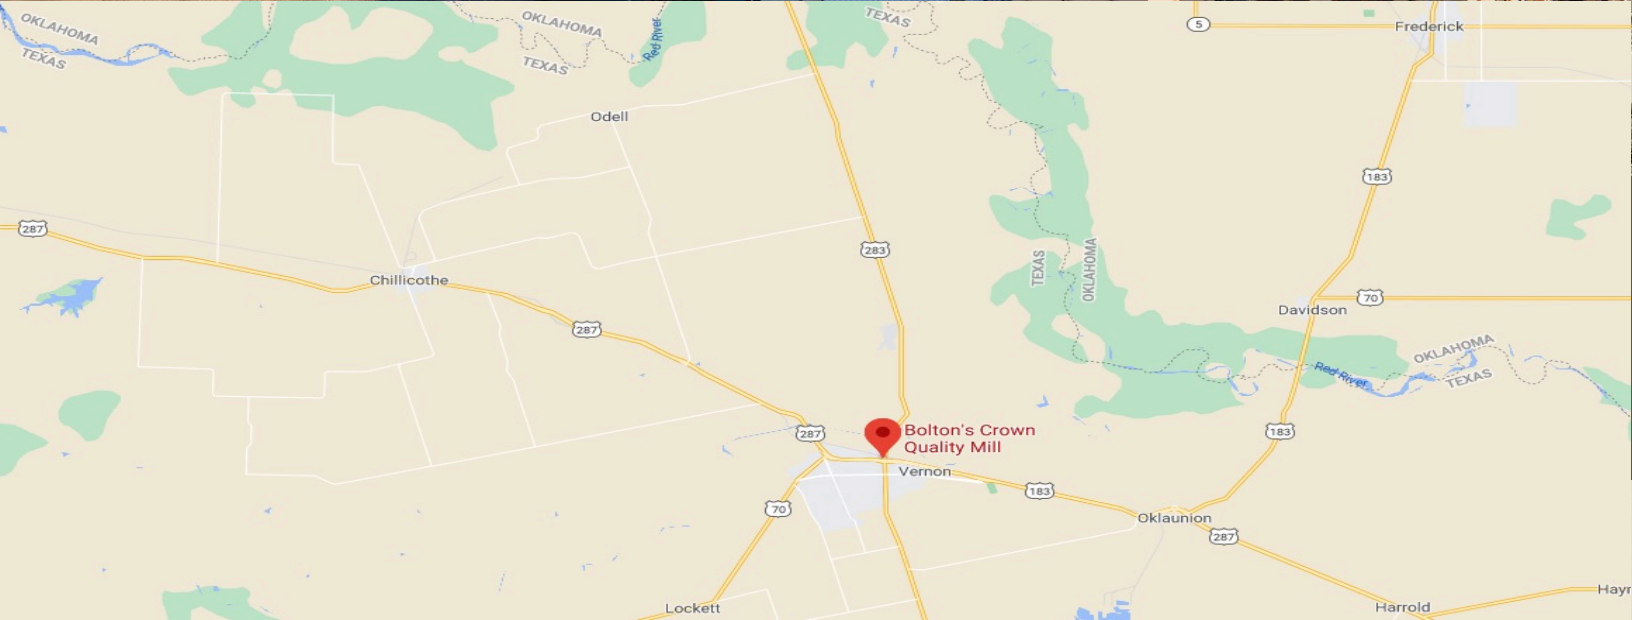 OKLAHOMA
TEXAS
OKLAHOMA
TEXAS
Red River
TEXAS
5
Frederick
Odell
183
287
283
TEXAS
OKLAHOMA
Chillicothe
70
Davidson
287
OKLAHOMA
TEXAS
Red River
287
Bolton's Crown
Quality Mill
183
Vernon
183
70
Oklaunion
287
Lockett
Harrold
Hayr